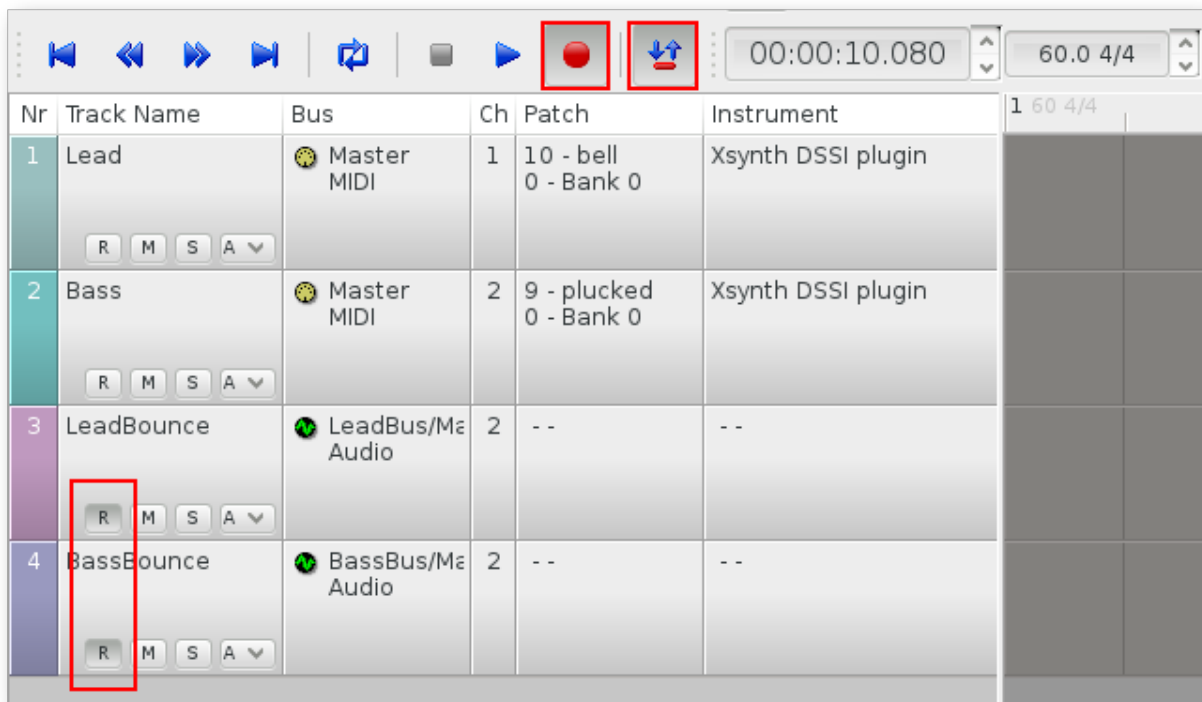 00:00:10.080 60.0 4/4
Nr Track Name Bus Ch Patch Instrument 1 60 4/4
1 Lead Master 1 10 - bell Xsynth DSSI plugin
MIDI 0 - Bank 0
R M S A
2 Bass Master 2 9 - plucked Xsynth DSSI plugin
MIDI 0 - Bank 0
R M S A
3 LeadBounce LeadBus/Ma 2 - - - -
Audio
R M S A
4 BassBounce BassBus/Ma 2 - - - -
Audio
R M S A